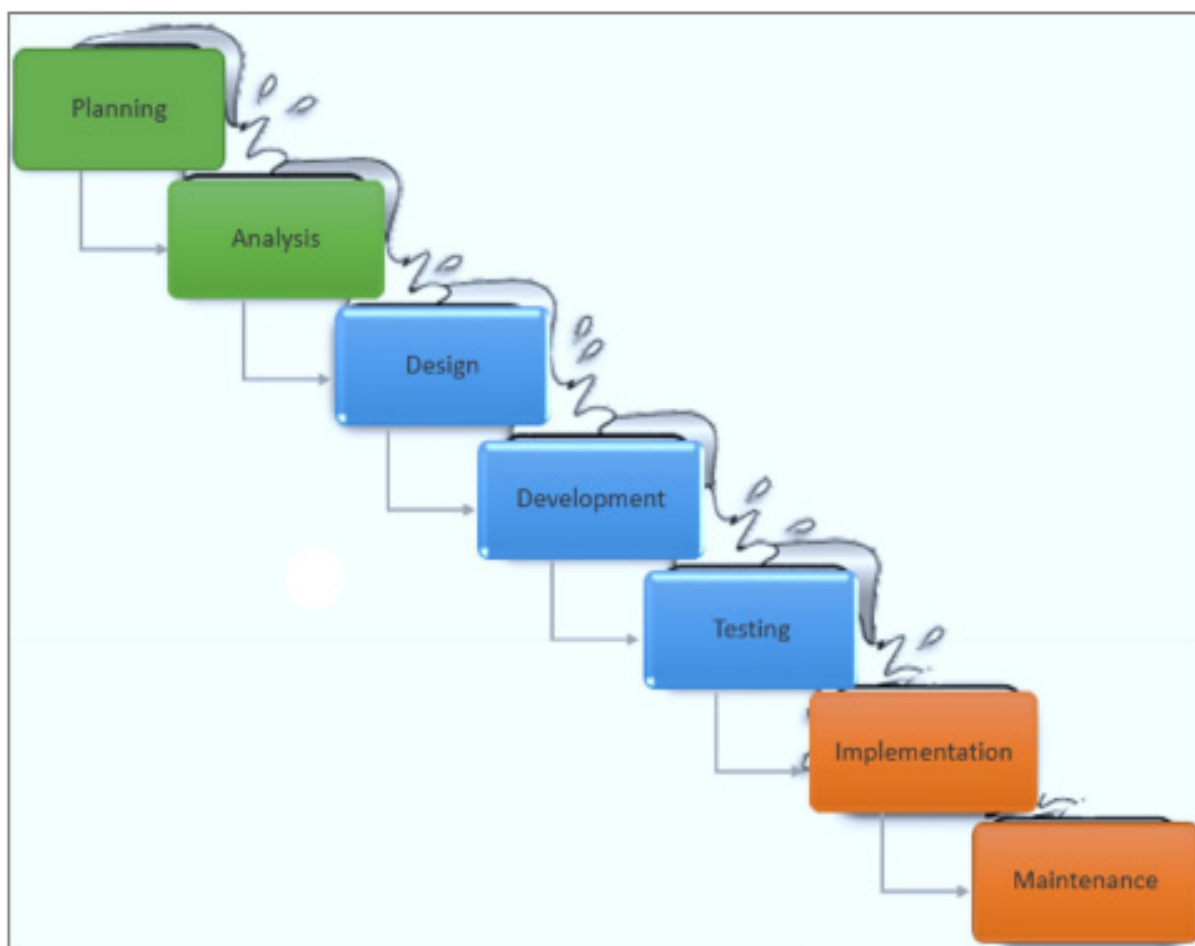 Planning
Analysis
Design
Development
Testing
Implementation
Maintenance